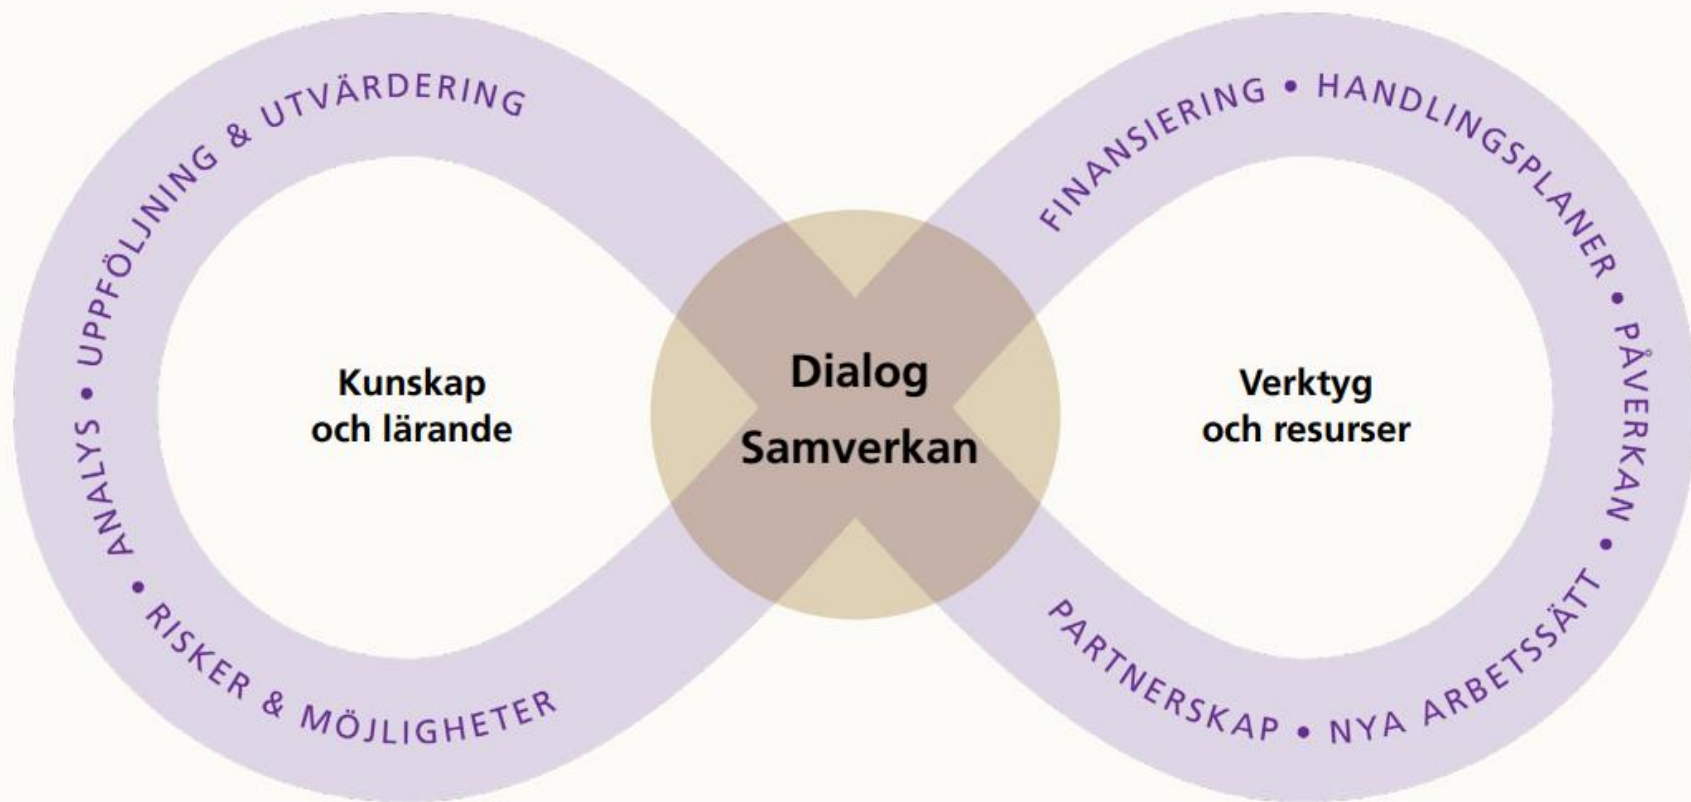 UPPFÖLJNING & UTVÄRDERING
ANALYS •
• RISKER & MÖJLIGHETER
Kunskap
och lärande
Dialog
Samverkan
FINANSIERING • HANDLINGSPLANER • PÅVERKAN •
PARTNERSKAP • NYA ARBETSSÄTT
Verktyg
och resurser